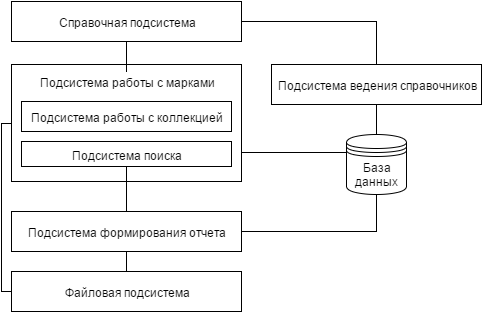 Справочная подсистема
Подсистема работы с марками
Подсистема ведения справочников
Подсистема работы с коллекцией
Подсистема поиска
База
данных
Подсистема формирования отчета
Файловая подсистема